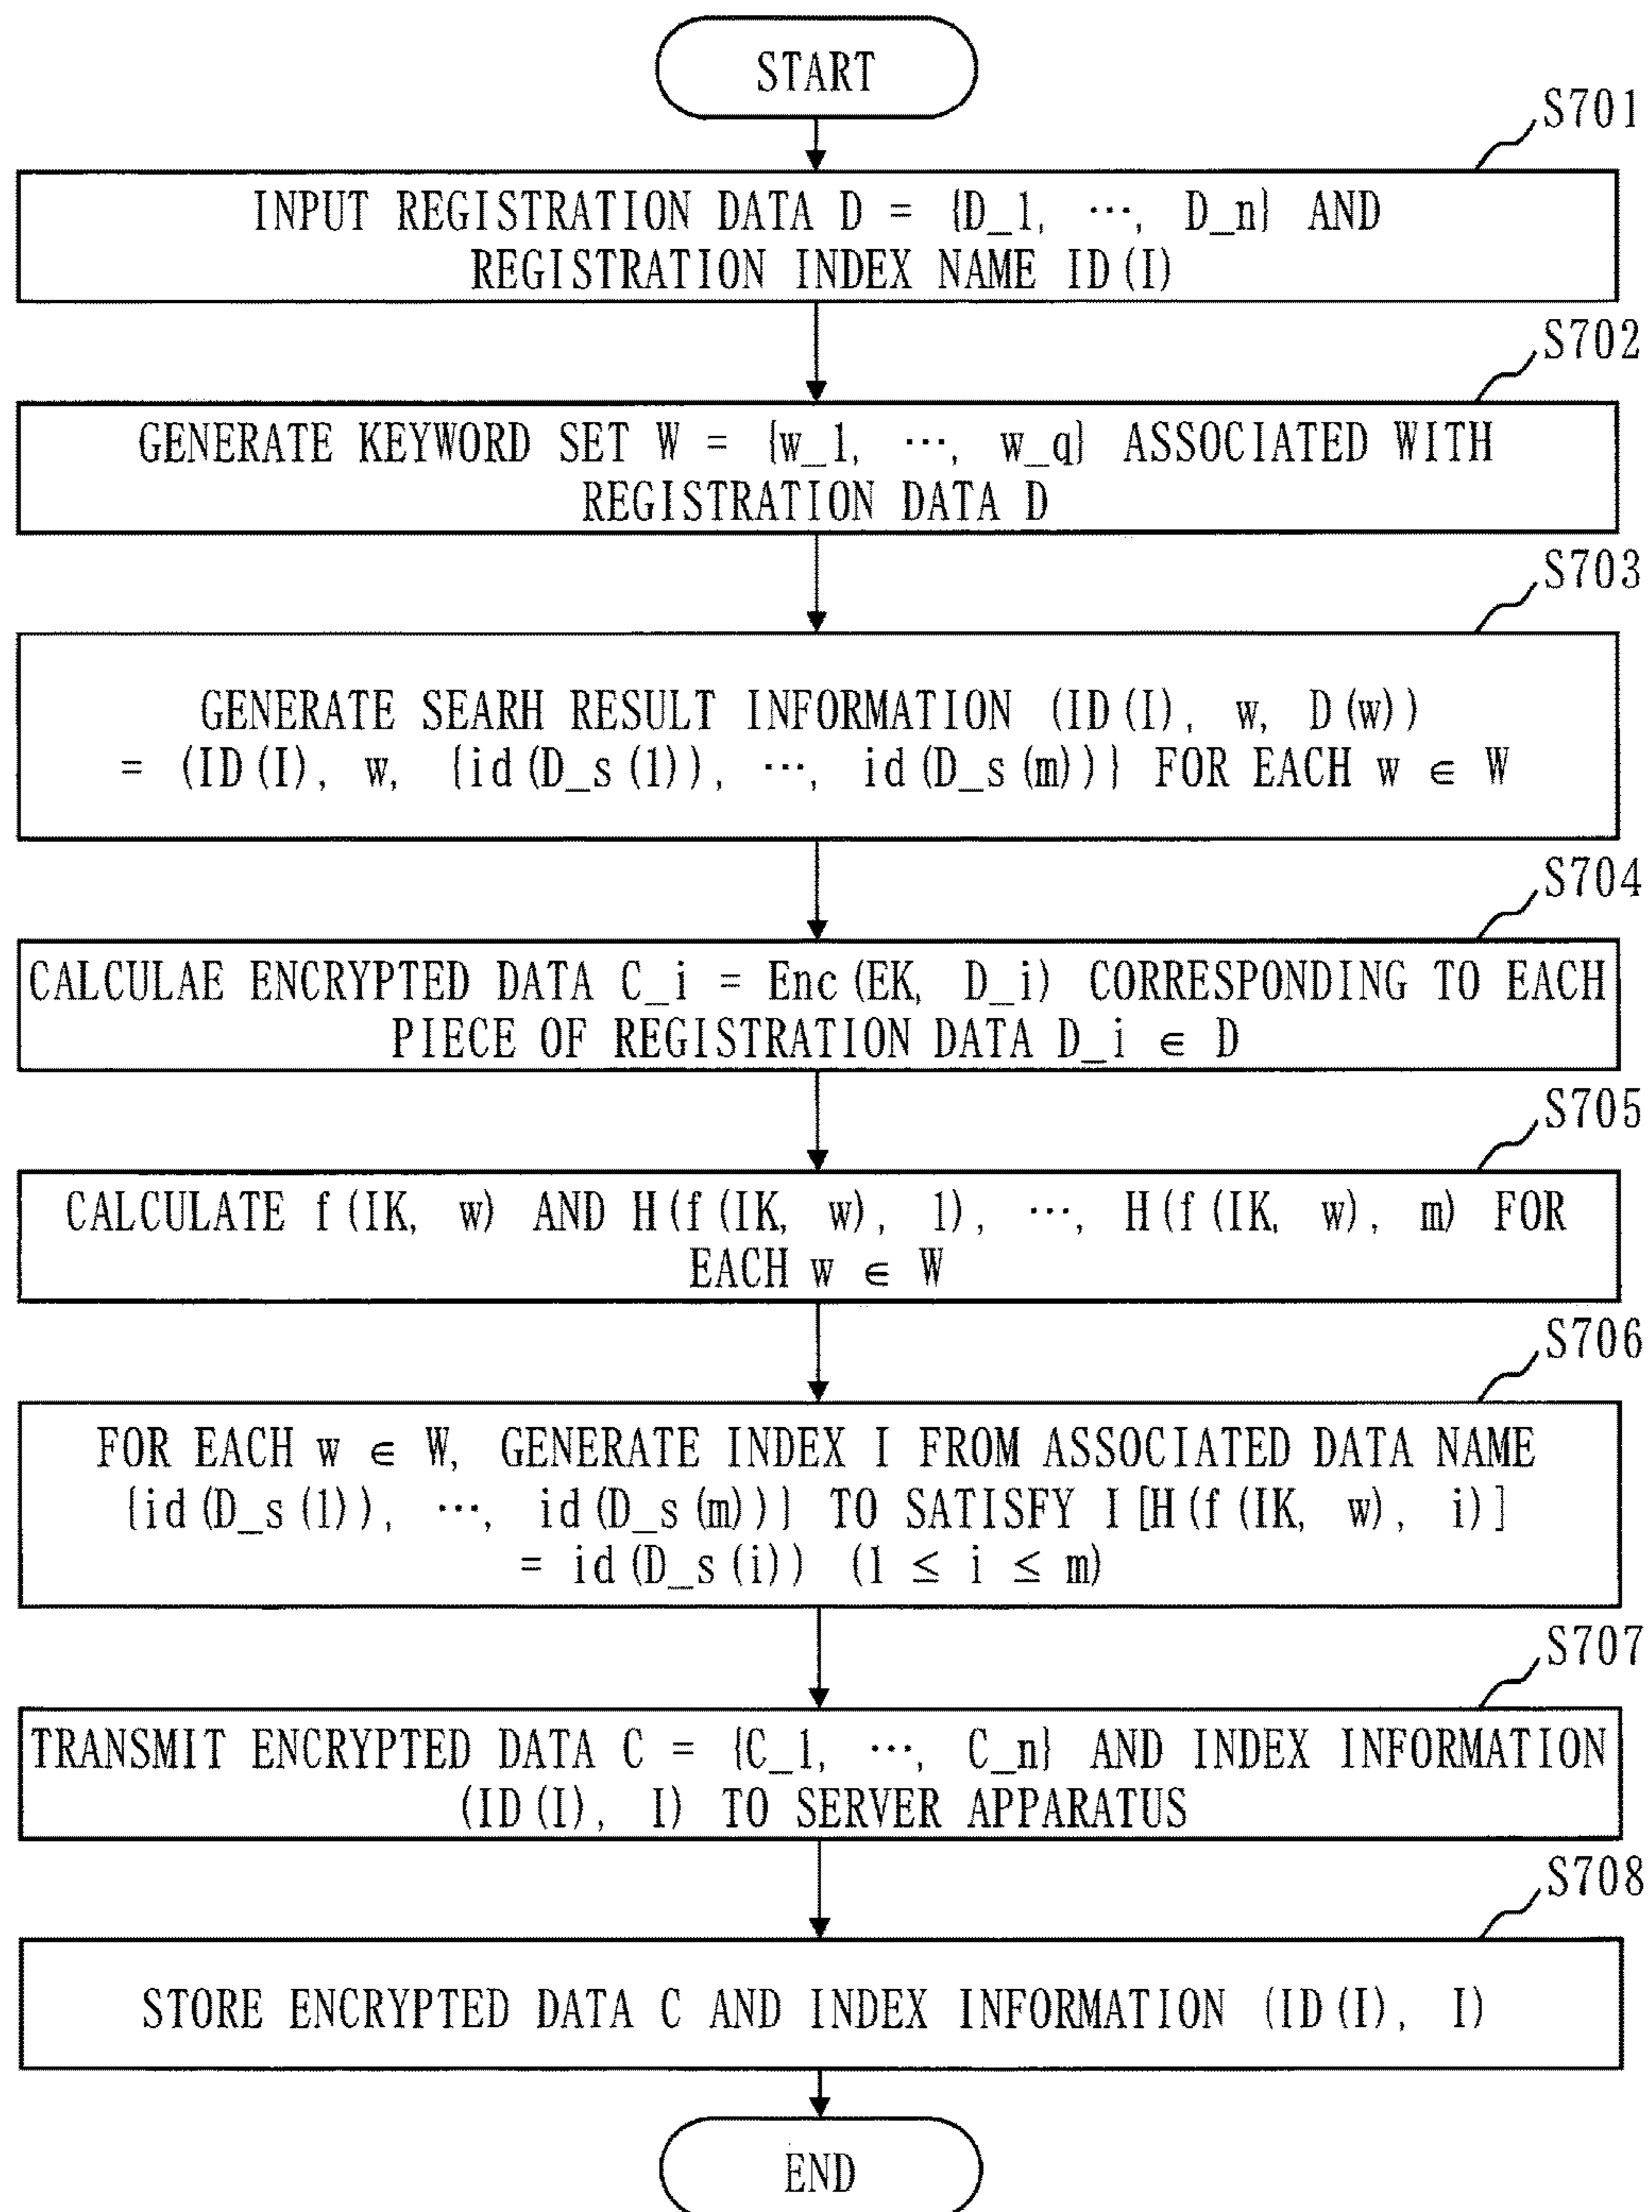 START
S701
INPUT REGISTRATION DATA D = {D_1, ⋯, D_n} AND
REGISTRATION INDEX NAME ID(I)
S702
GENERATE KEYWORD SET W = {w_1, ⋯, w_q} ASSOCIATED WITH
REGISTRATION DATA D
S703
GENERATE SEARH RESULT INFORMATION (ID(I), w, D(w))
= (ID(I), w, {id(D_s(1)), ⋯, id(D_s(m))} FOR EACH w ∈ W
S704
CALCULAE ENCRYPTED DATA C_i = Enc(EK, D_i) CORRESPONDING TO EACH
PIECE OF REGISTRATION DATA D_i ∈ D
S705
CALCULATE f(IK, w) AND H(f(IK, w), 1), ⋯, H(f(IK, w), m) FOR
EACH w ∈ W
S706
FOR EACH w ∈ W, GENERATE INDEX I FROM ASSOCIATED DATA NAME
{id(D_s(1)), ⋯, id(D_s(m))} TO SATISFY I[H(f(IK, w), i)]
= id(D_s(i)) (1 ≤ i ≤ m)
S707
TRANSMIT ENCRYPTED DATA C = {C_1, ⋯, C_n} AND INDEX INFORMATION
(ID(I), I) TO SERVER APPARATUS
S708
STORE ENCRYPTED DATA C AND INDEX INFORMATION (ID(I), I)
END